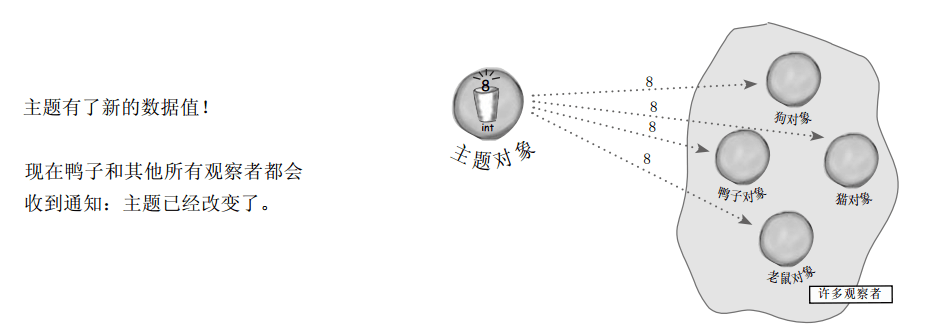 主题有了新的数据值！
现在鸭子和其他所有观察者都会
收到通知：主题已经改变了。
8
int
主题对象
8
8
8
8
狗对象
鸭子对象
猫对象
老鼠对象
许多观察者